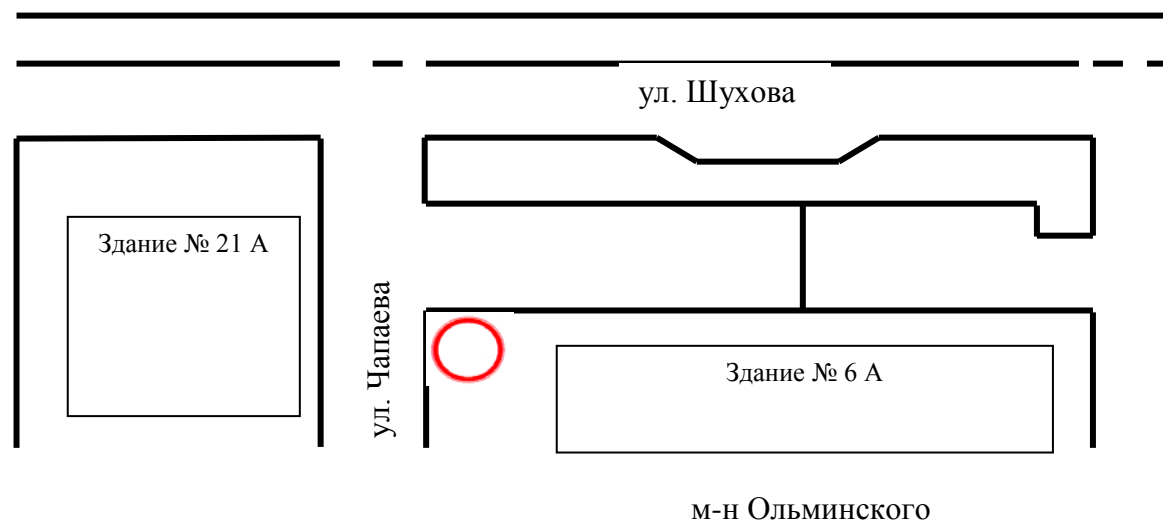 ул. Шухова
Здание № 21 А
ул. Чапаева
Здание № 6 А
м-н Ольминского